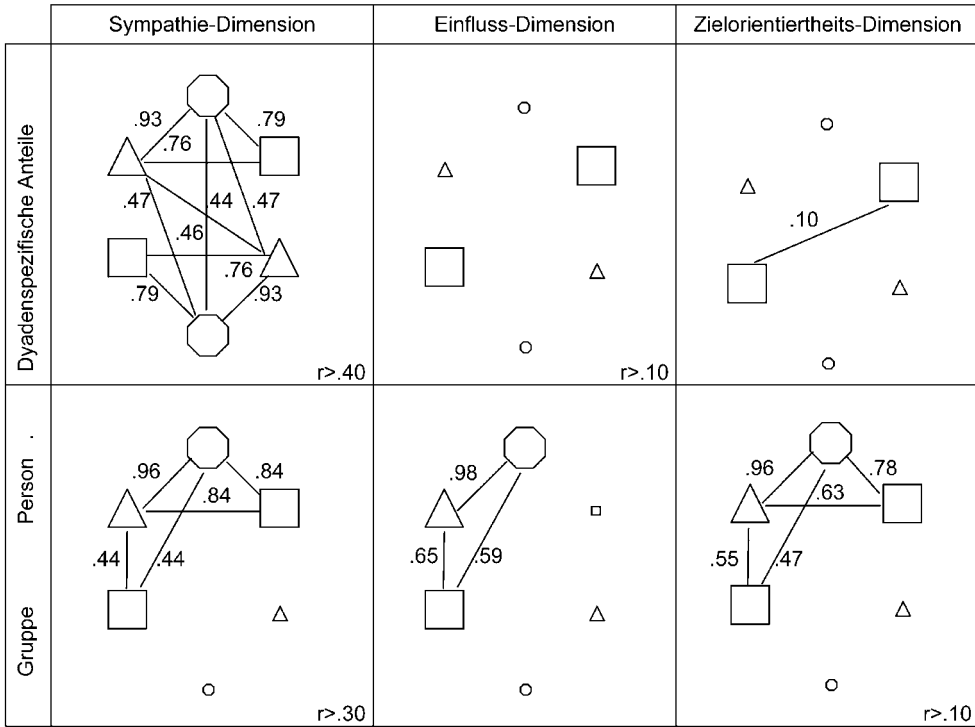 Sympathie-Dimension Einfluss-Dimension Zielorientiertheits-Dimension
Dyadenspezifische Anteile
.93 .79
.76
.47 .44 .47
.46
.76
.79 .93
r>.40
r>.10
.10
Person .
Gruppe
.96 .84
.84
.44 .44
r>.30
.98
.65 .59
.96 .78
.63
.55 .47
r>.10